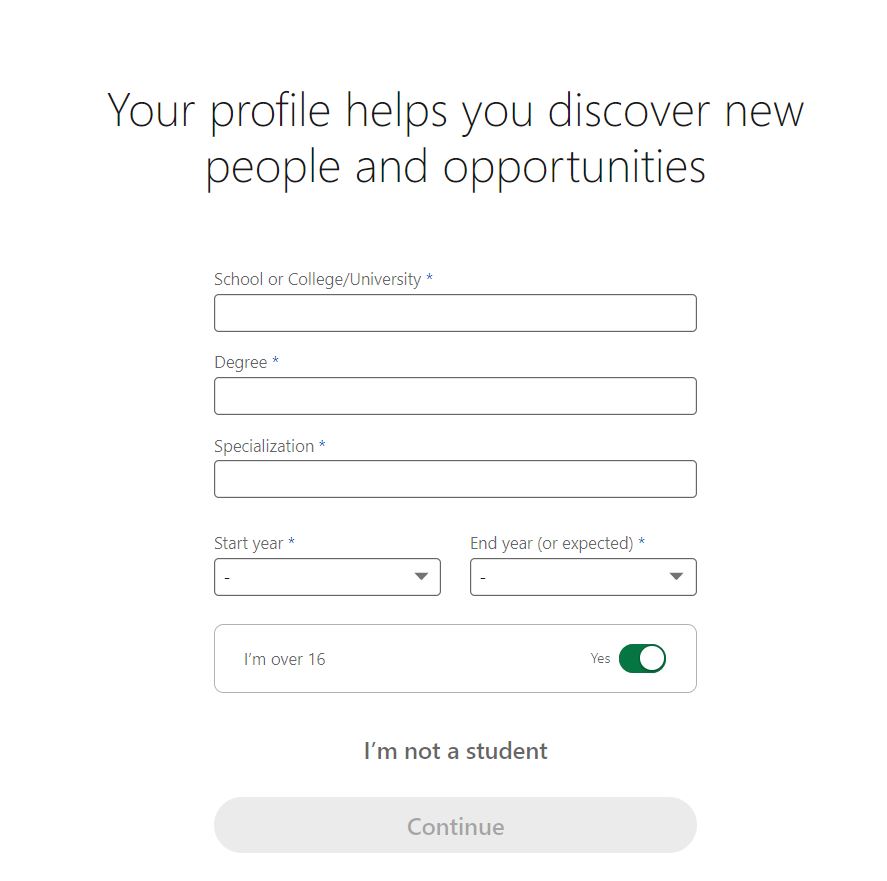 Your profile helps you discover new
people and opportunities
School or College/University *
Degree *
Specialization *
Start year * End year (or expected) *
- -
I'm over 16 Yes
I'm not a student
Continue